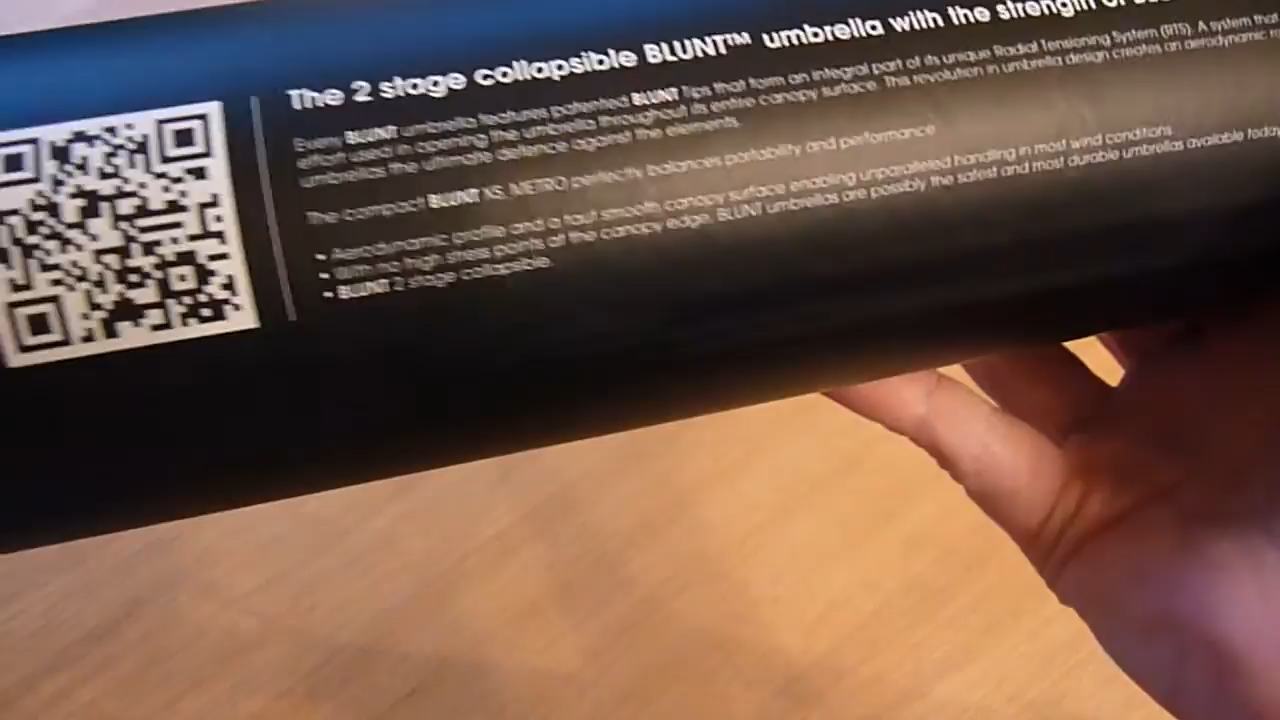 The 2 stage collapsible BLUNT™ umbrella with the strength of
Every BLUNT umbrella features patented BLUNT Tips that form an integral part of its unique Radial Tensioning System (RTS). A system that
effort used in opening the umbrella throughout its entire canopy surface. This revolution in umbrella design creates an aerodynamic
umbrellas the ultimate defence against the elements.
The compact BLUNT XS_METRO perfectly balances portability and performance
• Aerodynamic profile and a taut smooth canopy surface enabling unparalleled handling in most wind conditions
• With no high stress points at the canopy edge, BLUNT umbrellas are possibly the safest and most durable umbrellas available today
• BLUNT 2 stage collapsible.